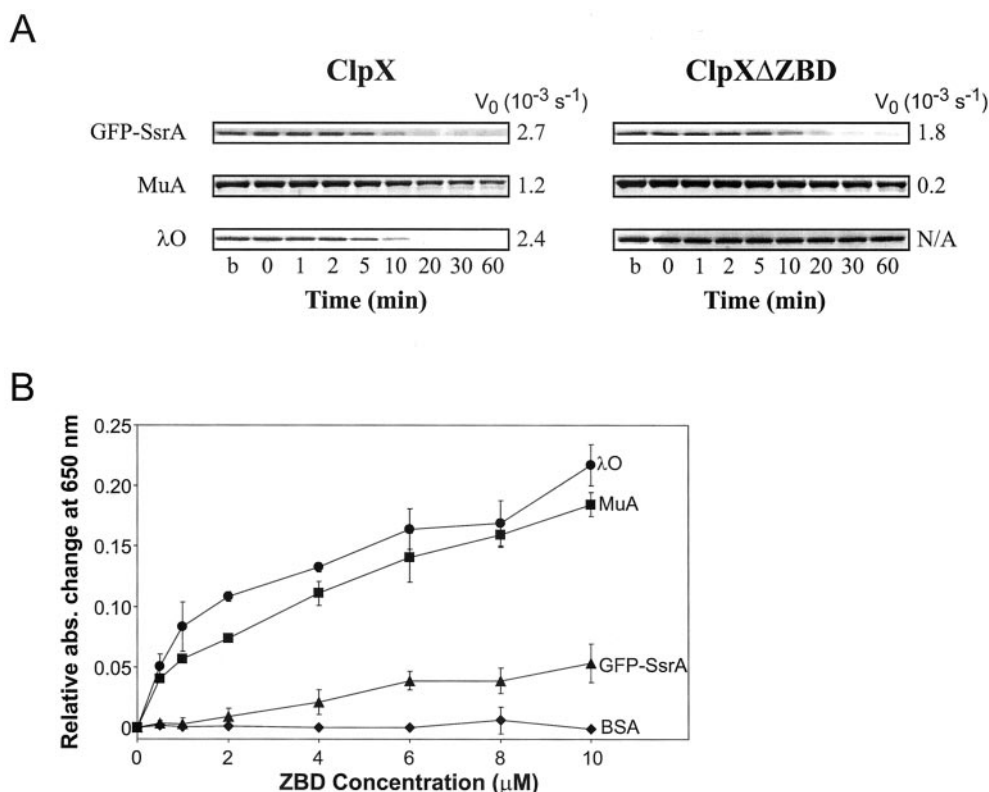 A
ClpX
ClpXΔZBD
V0 (10-3 s-1)
V0 (10-3 s-1)
GFP-SsrA
2.7
1.8
MuA
1.2
0.2
λO
2.4
N/A
b 0 1 2 5 10 20 30 60
b 0 1 2 5 10 20 30 60
Time (min)
Time (min)
B
Relative abs. change at 650 nm
0.25
0.20
0.15
0.10
0.05
0
λO
MuA
GFP-SsrA
BSA
0 2 4 6 8 10
ZBD Concentration (μM)